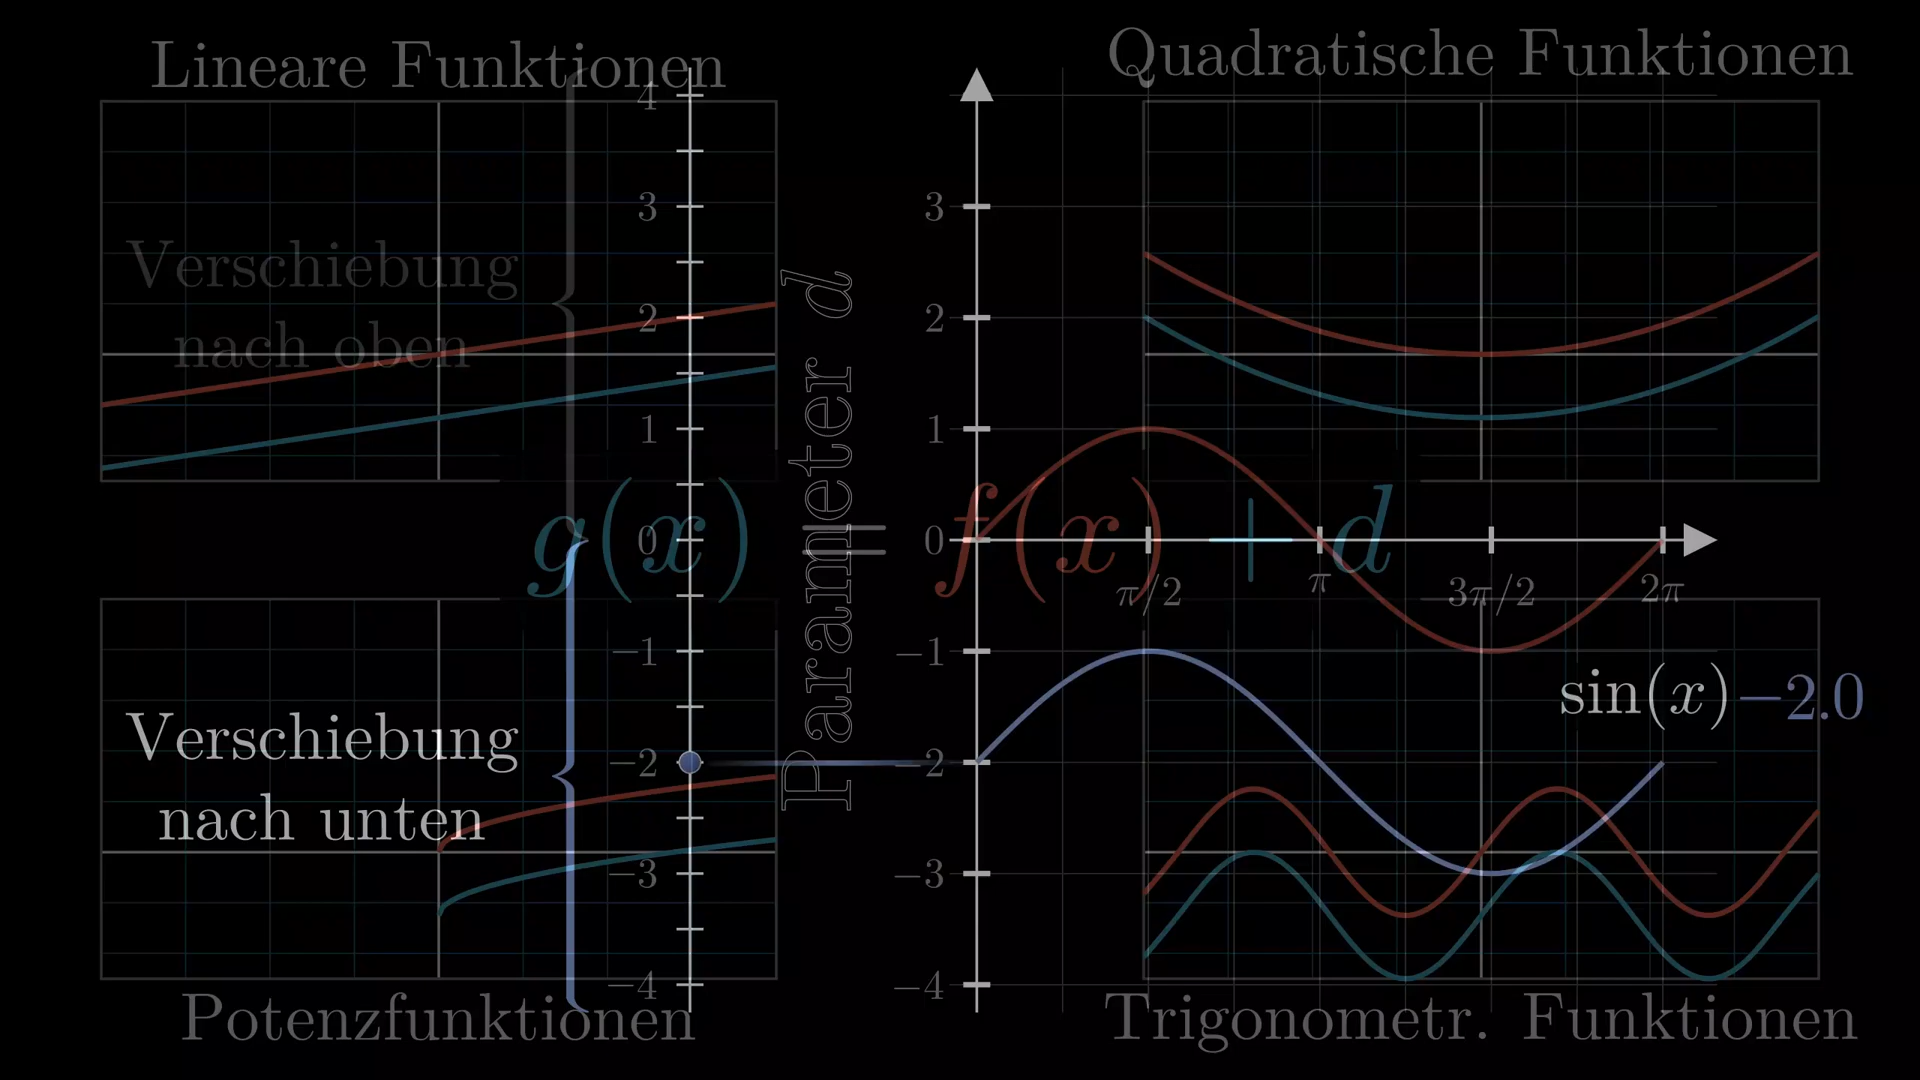 Lineare Funktionen
Quadratische Funktionen
4
3
2
1
0
−1
−2
−3
−4
Verschiebung
nach oben
Parameter d
3
2
1
0
−1
−2
−3
−4
g(x) = f(x) + d
π/2
π
3π/2
2π
sin(x)−2.0
Verschiebung
nach unten
Potenzfunktionen
Trigonometr. Funktionen